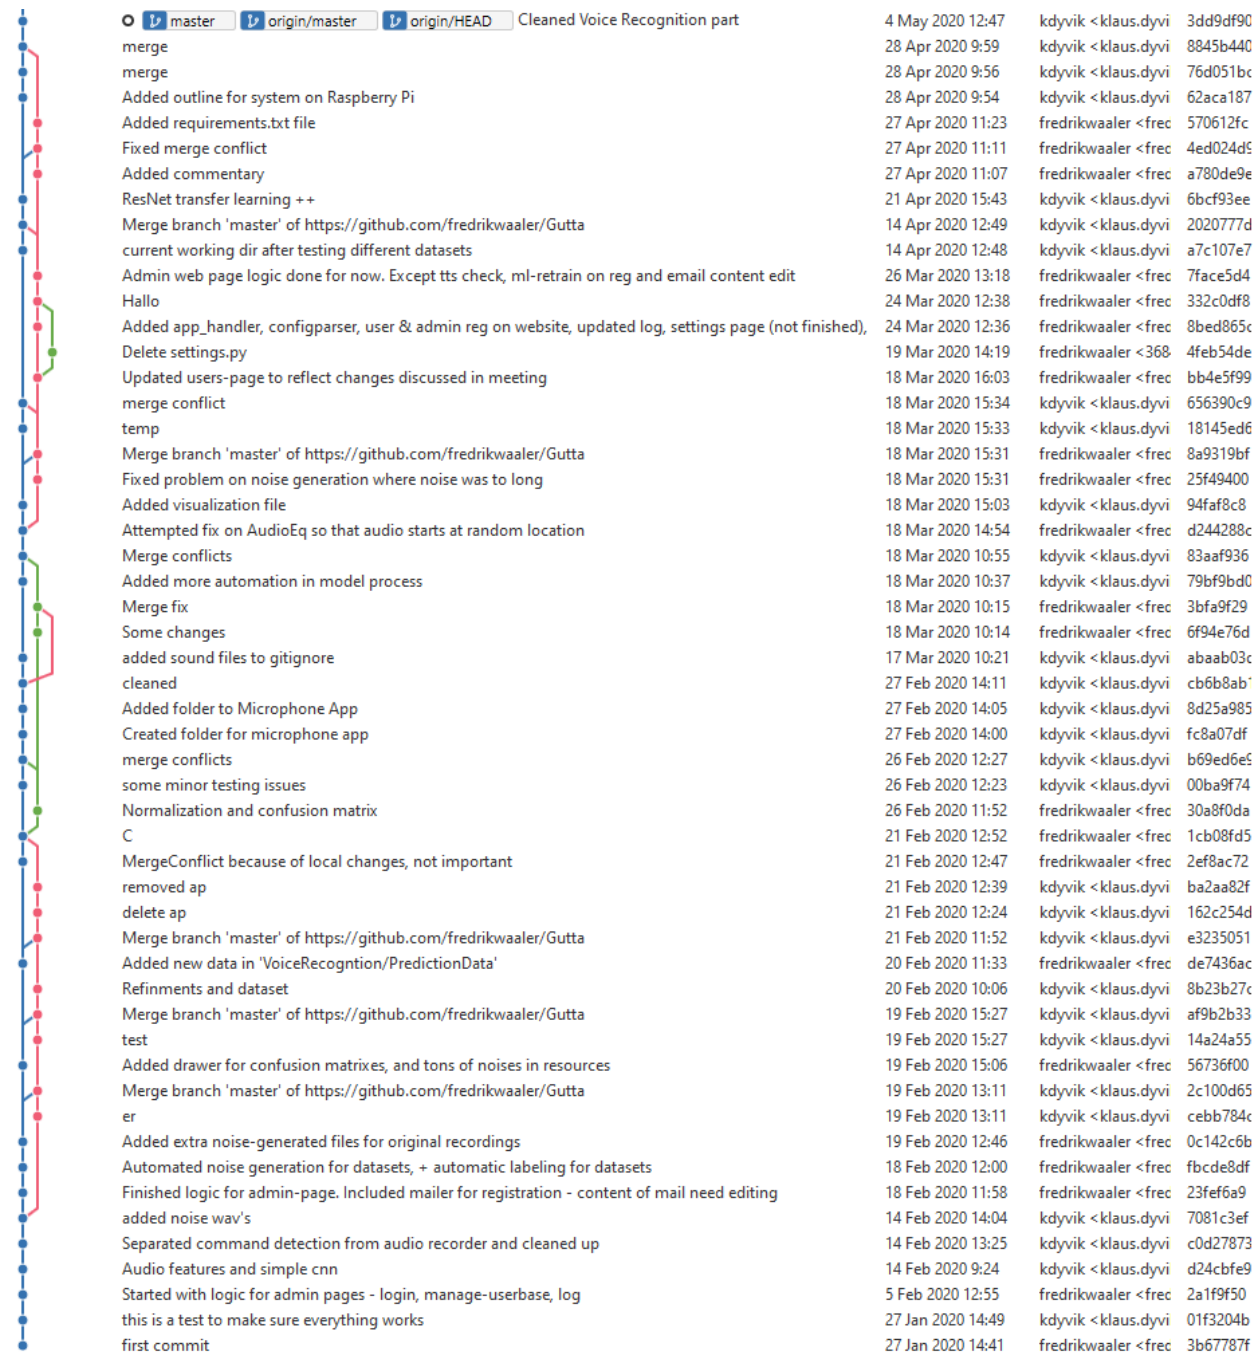 master origin/master origin/HEAD Cleaned Voice Recognition part 4 May 2020 12:47 kdyvik <klaus.dyvi 3dd9df90
merge 28 Apr 2020 9:59 kdyvik <klaus.dyvi 8845b440
merge 28 Apr 2020 9:56 kdyvik <klaus.dyvi 76d051bc
Added outline for system on Raspberry Pi 28 Apr 2020 9:54 kdyvik <klaus.dyvi 62aca187
Added requirements.txt file 27 Apr 2020 11:23 fredrikwaaler <frec 570612fc
Fixed merge conflict 27 Apr 2020 11:11 fredrikwaaler <frec 4ed024d9
Added commentary 27 Apr 2020 11:07 fredrikwaaler <frec a780de9e
ResNet transfer learning ++ 21 Apr 2020 15:43 kdyvik <klaus.dyvi 6bcf93ee
Merge branch 'master' of https://github.com/fredrikwaaler/Gutta 14 Apr 2020 12:49 kdyvik <klaus.dyvi 2020777d
current working dir after testing different datasets 14 Apr 2020 12:48 kdyvik <klaus.dyvi a7c107e7
Admin web page logic done for now. Except tts check, ml-retrain on reg and email content edit 26 Mar 2020 13:18 fredrikwaaler <frec 7face5d4
Hallo 24 Mar 2020 12:38 fredrikwaaler <frec 332c0df8
Added app_handler, configparser, user & admin reg on website, updated log, settings page (not finished), 24 Mar 2020 12:36 fredrikwaaler <frec 8bed865c
Delete settings.py 19 Mar 2020 14:19 fredrikwaaler <368 4feb54de
Updated users-page to reflect changes discussed in meeting 18 Mar 2020 16:03 fredrikwaaler <frec bb4e5f99
merge conflict 18 Mar 2020 15:34 kdyvik <klaus.dyvi 656390c9
temp 18 Mar 2020 15:33 kdyvik <klaus.dyvi 18145ed6
Merge branch 'master' of https://github.com/fredrikwaaler/Gutta 18 Mar 2020 15:31 fredrikwaaler <frec 8a9319bf
Fixed problem on noise generation where noise was to long 18 Mar 2020 15:31 fredrikwaaler <frec 25f49400
Added visualization file 18 Mar 2020 15:03 kdyvik <klaus.dyvi 94faf8c8
Attempted fix on AudioEq so that audio starts at random location 18 Mar 2020 14:54 fredrikwaaler <frec d244288c
Merge conflicts 18 Mar 2020 10:55 kdyvik <klaus.dyvi 83aaf936
Added more automation in model process 18 Mar 2020 10:37 kdyvik <klaus.dyvi 79bf9bd0
Merge fix 18 Mar 2020 10:15 fredrikwaaler <frec 3bfa9f29
Some changes 18 Mar 2020 10:14 fredrikwaaler <frec 6f94e76d
added sound files to gitignore 17 Mar 2020 10:21 kdyvik <klaus.dyvi abaab03c
cleaned 27 Feb 2020 14:11 kdyvik <klaus.dyvi cb6b8ab1
Added folder to Microphone App 27 Feb 2020 14:05 kdyvik <klaus.dyvi 8d25a985
Created folder for microphone app 27 Feb 2020 14:00 kdyvik <klaus.dyvi fc8a07df
merge conflicts 26 Feb 2020 12:27 kdyvik <klaus.dyvi b69ed6e9
some minor testing issues 26 Feb 2020 12:23 kdyvik <klaus.dyvi 00ba9f74
Normalization and confusion matrix 26 Feb 2020 11:52 fredrikwaaler <frec 30a8f0da
C 21 Feb 2020 12:52 fredrikwaaler <frec 1cb08fd5
MergeConflict because of local changes, not important 21 Feb 2020 12:47 fredrikwaaler <frec 2ef8ac72
removed ap 21 Feb 2020 12:39 kdyvik <klaus.dyvi ba2aa82f
delete ap 21 Feb 2020 12:24 kdyvik <klaus.dyvi 162c254d
Merge branch 'master' of https://github.com/fredrikwaaler/Gutta 21 Feb 2020 11:52 kdyvik <klaus.dyvi e3235051
Added new data in 'VoiceRecogntion/PredictionData' 20 Feb 2020 11:33 fredrikwaaler <frec de7436ac
Refinments and dataset 20 Feb 2020 10:06 kdyvik <klaus.dyvi 8b23b27c
Merge branch 'master' of https://github.com/fredrikwaaler/Gutta 19 Feb 2020 15:27 kdyvik <klaus.dyvi af9b2b33
test 19 Feb 2020 15:27 kdyvik <klaus.dyvi 14a24a55
Added drawer for confusion matrixes, and tons of noises in resources 19 Feb 2020 15:06 fredrikwaaler <frec 56736f00
Merge branch 'master' of https://github.com/fredrikwaaler/Gutta 19 Feb 2020 13:11 kdyvik <klaus.dyvi 2c100d65
er 19 Feb 2020 13:11 kdyvik <klaus.dyvi cebb784c
Added extra noise-generated files for original recordings 19 Feb 2020 12:46 fredrikwaaler <frec 0c142c6b
Automated noise generation for datasets, + automatic labeling for datasets 18 Feb 2020 12:00 fredrikwaaler <frec fbcde8df
Finished logic for admin-page. Included mailer for registration - content of mail need editing 18 Feb 2020 11:58 fredrikwaaler <frec 23fef6a9
added noise wav's 14 Feb 2020 14:04 kdyvik <klaus.dyvi 7081c3ef
Separated command detection from audio recorder and cleaned up 14 Feb 2020 13:25 kdyvik <klaus.dyvi c0d27873
Audio features and simple cnn 14 Feb 2020 9:24 kdyvik <klaus.dyvi d24cbfe9
Started with logic for admin pages - login, manage-userbase, log 5 Feb 2020 12:55 fredrikwaaler <frec 2a1f9f50
this is a test to make sure everything works 27 Jan 2020 14:49 kdyvik <klaus.dyvi 01f3204b
first commit 27 Jan 2020 14:41 fredrikwaaler <frec 3b67787f